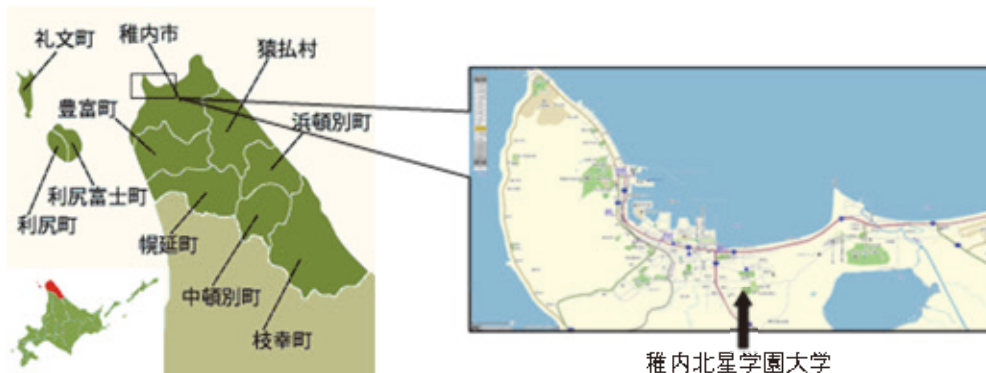 礼文町
稚内市
猿払村
豊富町
浜頓別町
利尻富士町
利尻町
幌延町
中頓別町
枝幸町
稚内北星学園大学